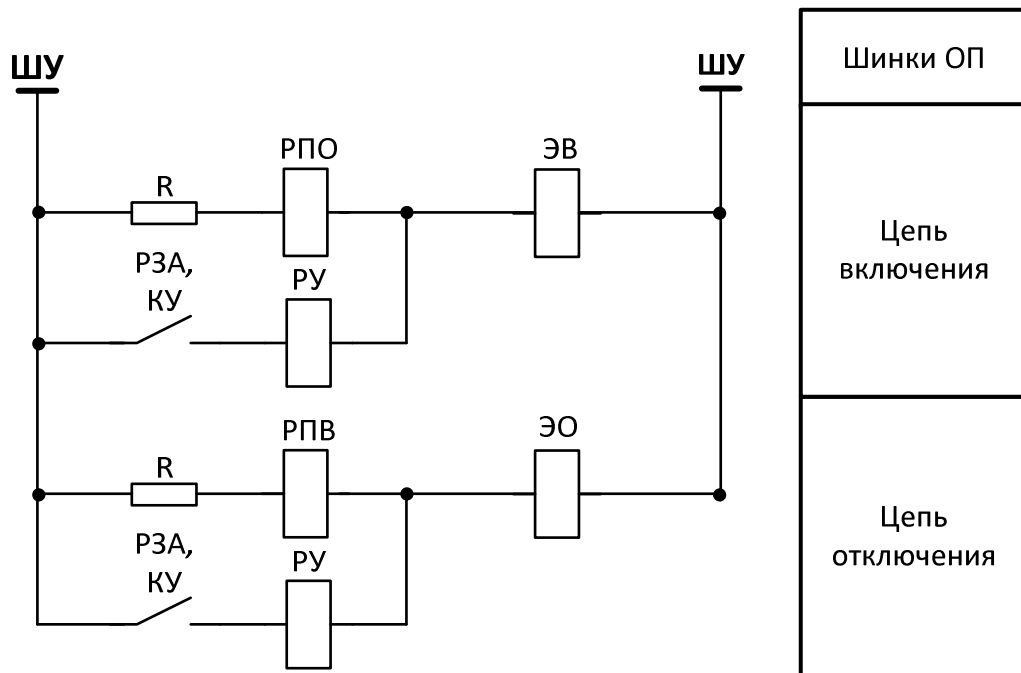 ШУ
ШУ
Шинки ОП
РПО
ЭВ
R
РЗА,
КУ
РУ
Цепь
включения
РПВ
ЭО
R
РЗА,
КУ
РУ
Цепь
отключения